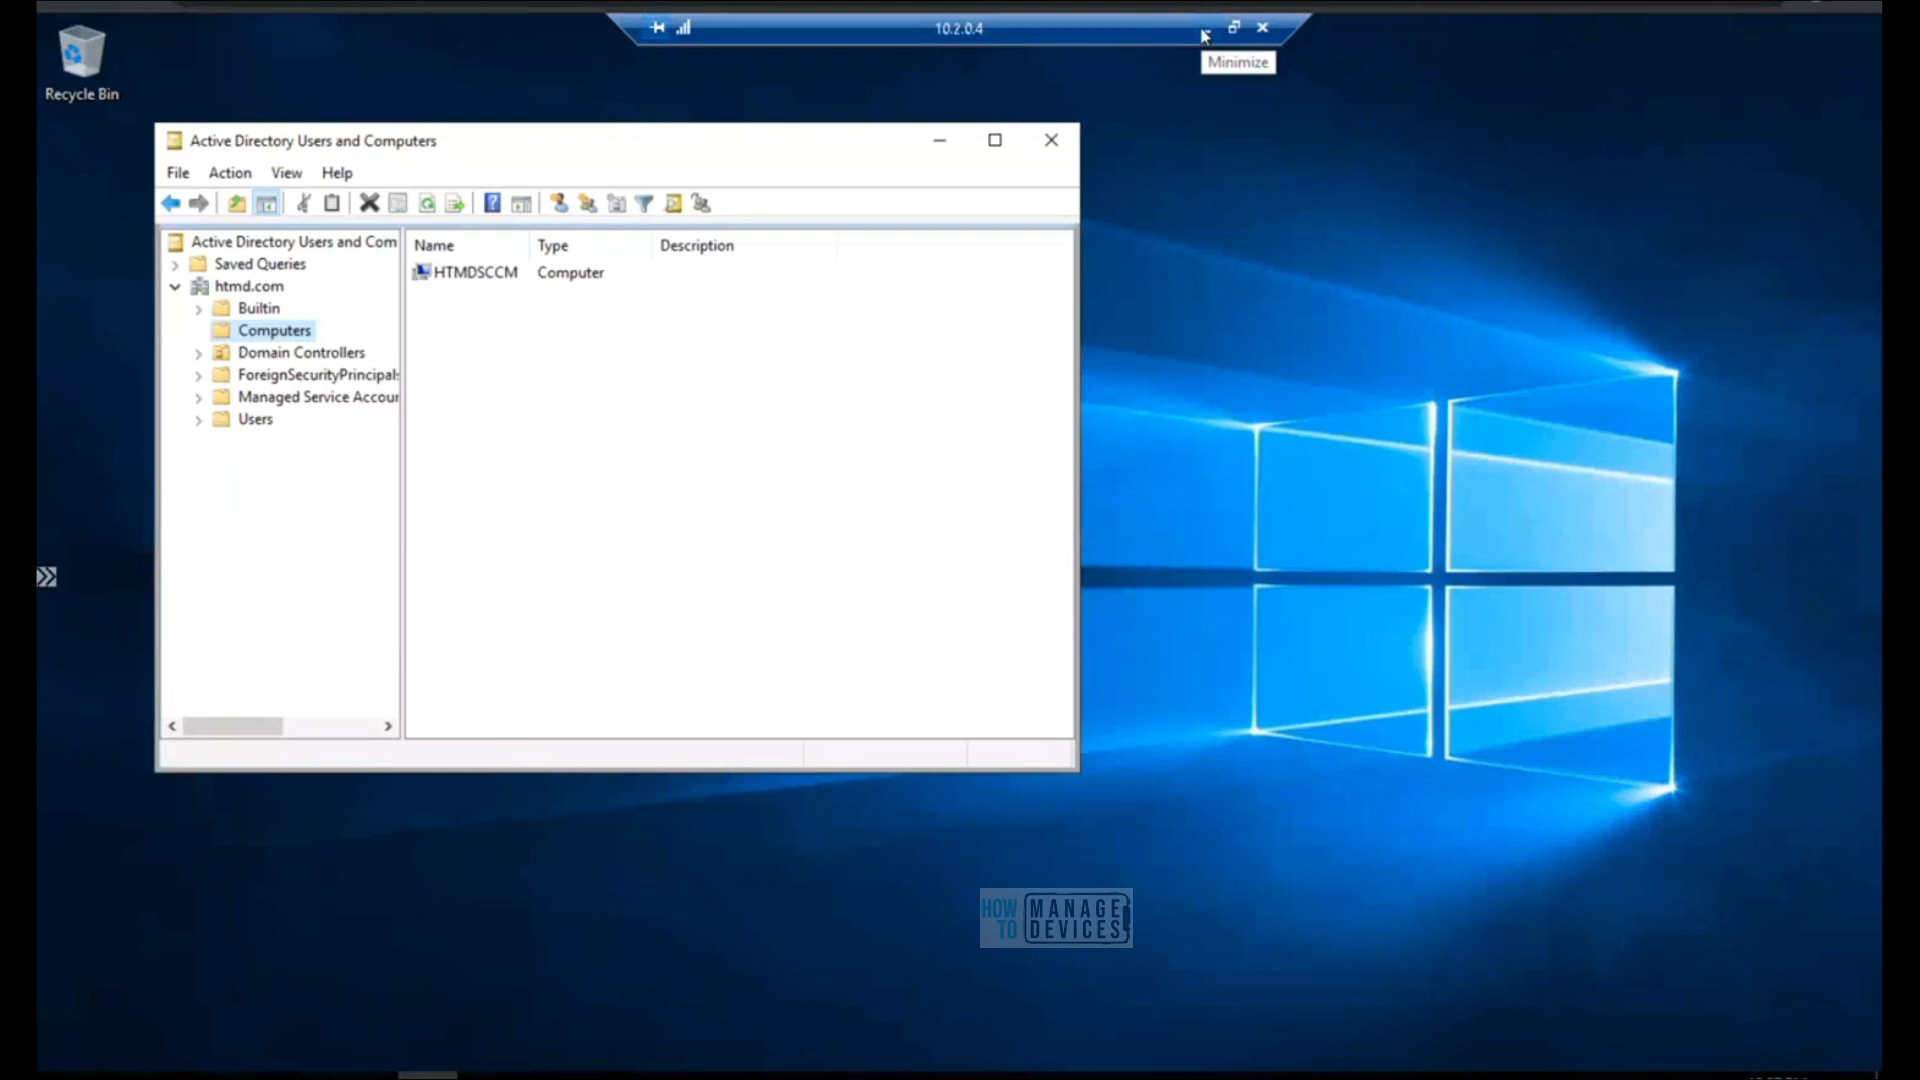 10.2.0.4
Minimize
Recycle Bin
Active Directory Users and Computers
File Action View Help
Active Directory Users and Com
Saved Queries
htmd.com
Builtin
Computers
Domain Controllers
ForeignSecurityPrincipals
Managed Service Accour
Users
Name Type Description
HTMDSCCM Computer
HOW TO MANAGE DEVICES